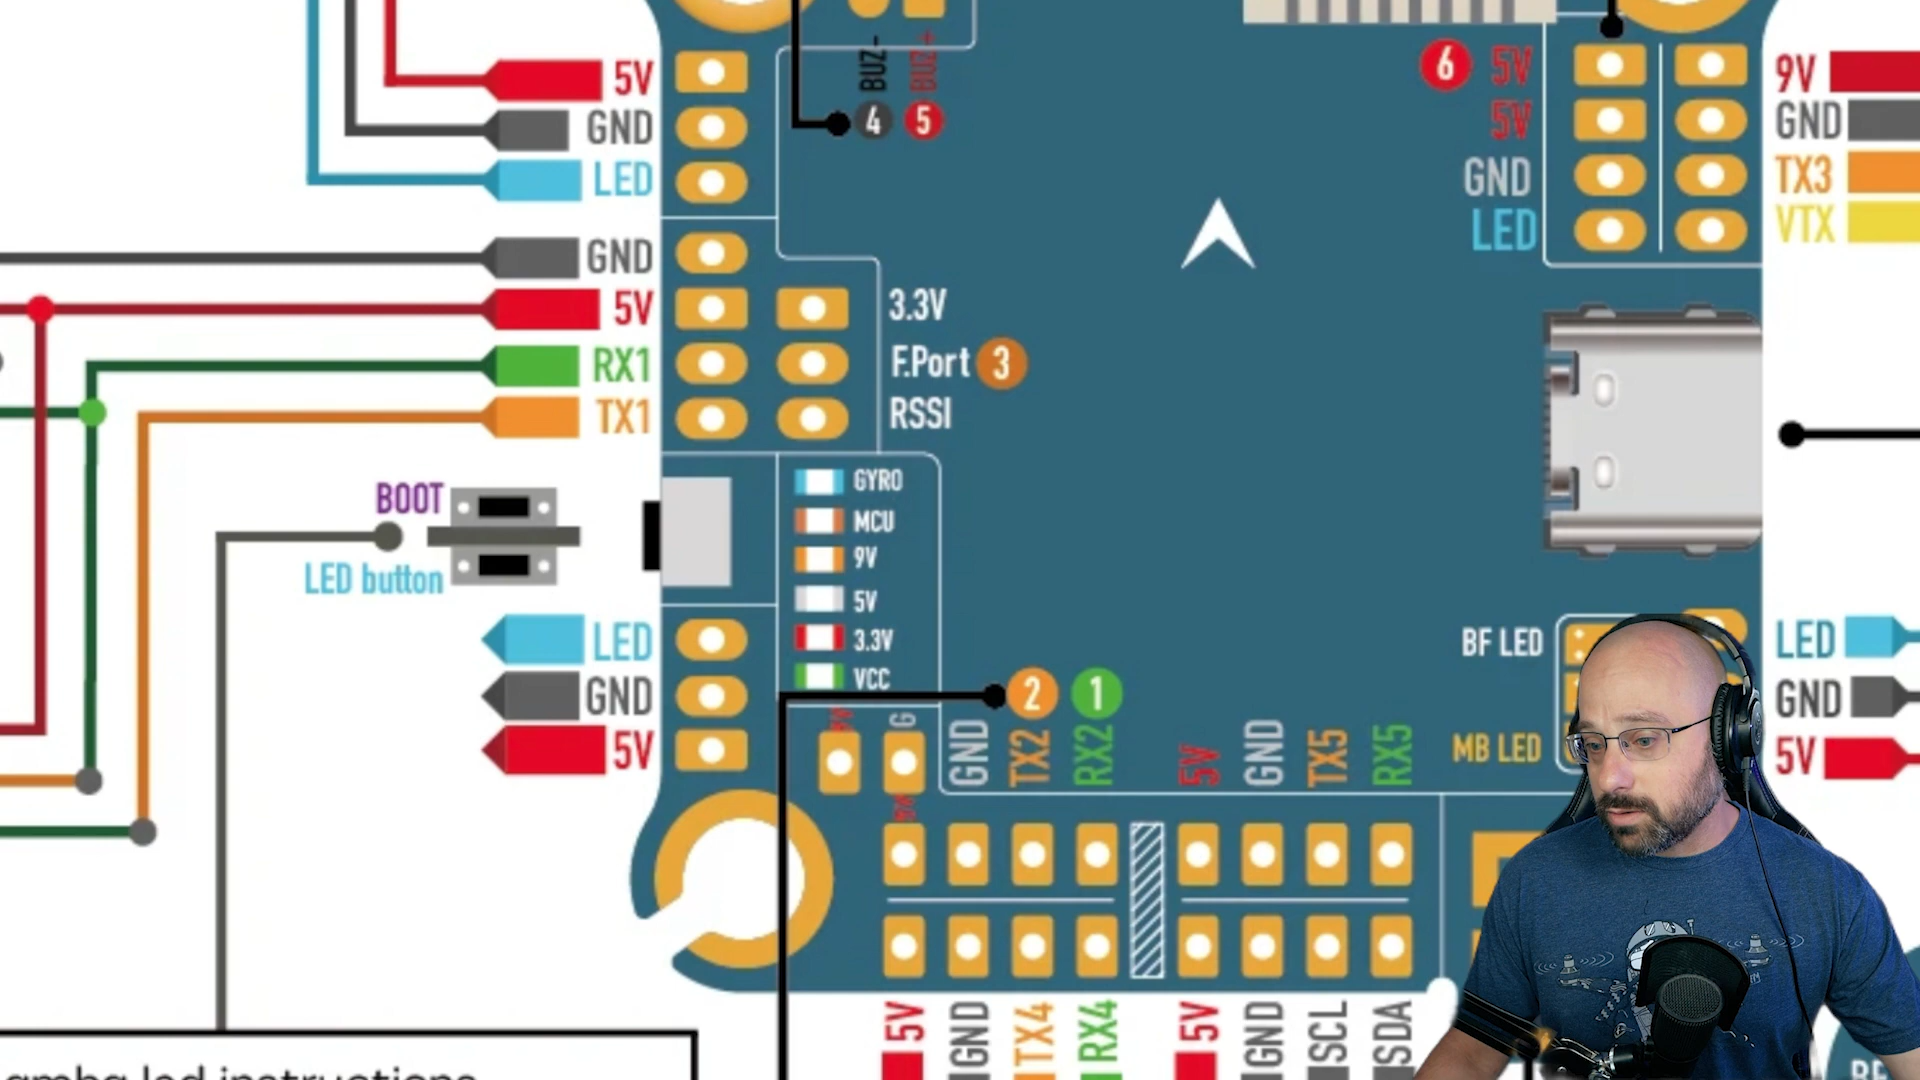 BUZ-
BUZ+
4
5
5V
GND
LED
GND
5V
RX1
TX1
3.3V
F.Port 3
RSSI
BOOT
LED button
GYRO
MCU
9V
5V
3.3V
VCC
LED
GND
5V
G
2
1
GND
TX2
RX2
5V
GND
TX5
RX5
5V
GND
TX4
RX4
5V
GND
SCL
SDA
6 5V
5V
GND
LED
9V
GND
TX3
VTX
BF LED
MB LED
LED
GND
5V
led instructions